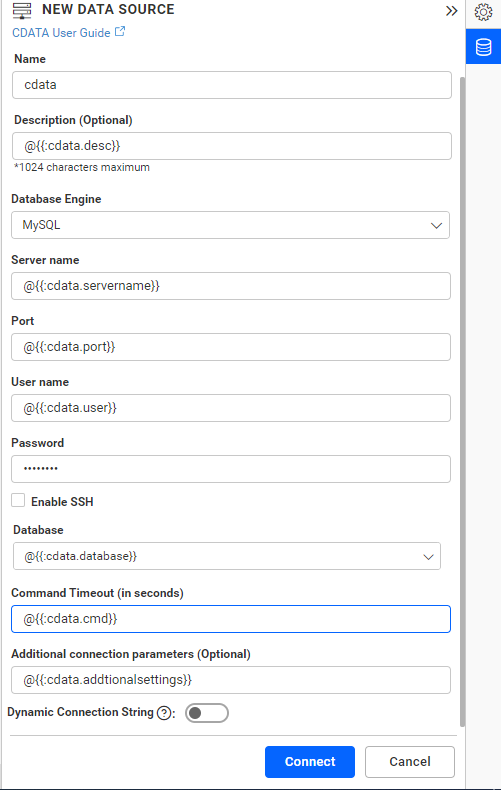 NEW DATA SOURCE
CDATA User Guide
Name
cdata
Description (Optional)
@{{:cdata.desc}}
*1024 characters maximum
Database Engine
MySQL
Server name
@{{:cdata.servername}}
Port
@{{:cdata.port}}
User name
@{{:cdata.user}}
Password
••••••••
Enable SSH
Database
@{{:cdata.database}}
Command Timeout (in seconds)
@{{:cdata.cmd}}
Additional connection parameters (Optional)
@{{:cdata.addtionalsettings}}
Dynamic Connection String ?:
Connect Cancel